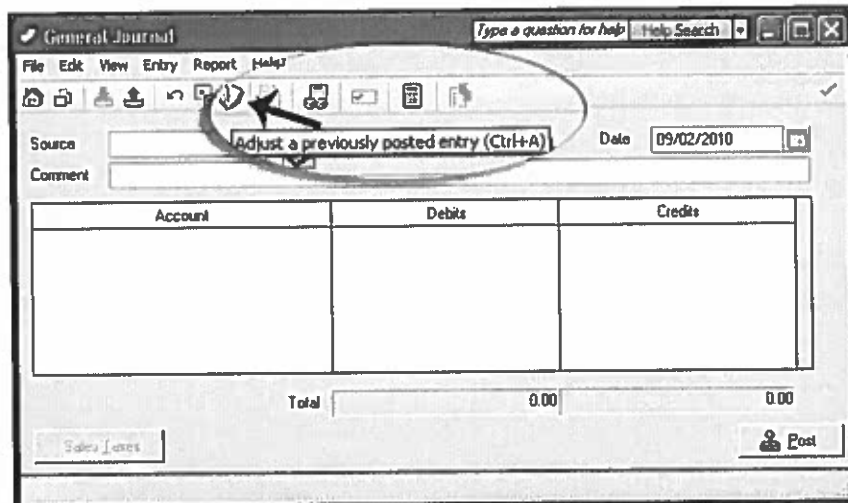 General Journal
Type a question for help Help Search
File Edit View Entry Report Help
Adjust a previously posted entry (Ctrl+A)
Source
Date 09/02/2010
Comment
Account Debits Credits
Total 0.00 0.00
Sales Taxes
Post